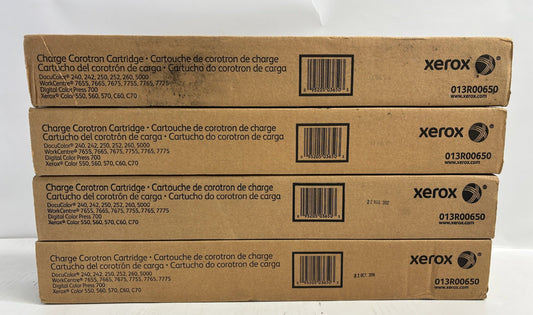 Charge Corotron Cartridge • Cartouche de corotron de charge
Cartucho del corotrón de carga • Cartucho do corotron de carga
DocuColor® 240, 242, 250, 252, 260, 5000
WorkCentre® 7655, 7665, 7675, 7755, 7765, 7775
Digital Color Press 700
Xerox® Color 550, 560, 570, C60, C70
xerox
013R00650
www.xerox.com
Charge Corotron Cartridge • Cartouche de corotron de charge
Cartucho del corotrón de carga • Cartucho do corotron de carga
DocuColor® 240, 242, 250, 252, 260, 5000
WorkCentre® 7655, 7665, 7675, 7755, 7765, 7775
Digital Color Press 700
Xerox® Color 550, 560, 570, C60, C70
xerox
013R00650
www.xerox.com
Charge Corotron Cartridge • Cartouche de corotron de charge
Cartucho del corotrón de carga • Cartucho do corotron de carga
DocuColor® 240, 242, 250, 252, 260, 5000
WorkCentre® 7655, 7665, 7675, 7755, 7765, 7775
Digital Color Press 700
Xerox® Color 550, 560, 570, C60, C70
xerox
013R00650
www.xerox.com
Charge Corotron Cartridge • Cartouche de corotron de charge
Cartucho del corotrón de carga • Cartucho do corotron de carga
DocuColor® 240, 242, 250, 252, 260, 5000
WorkCentre® 7655, 7665, 7675, 7755, 7765, 7775
Digital Color Press 700
Xerox® Color 550, 560, 570, C60, C70
xerox
013R00650
www.xerox.com